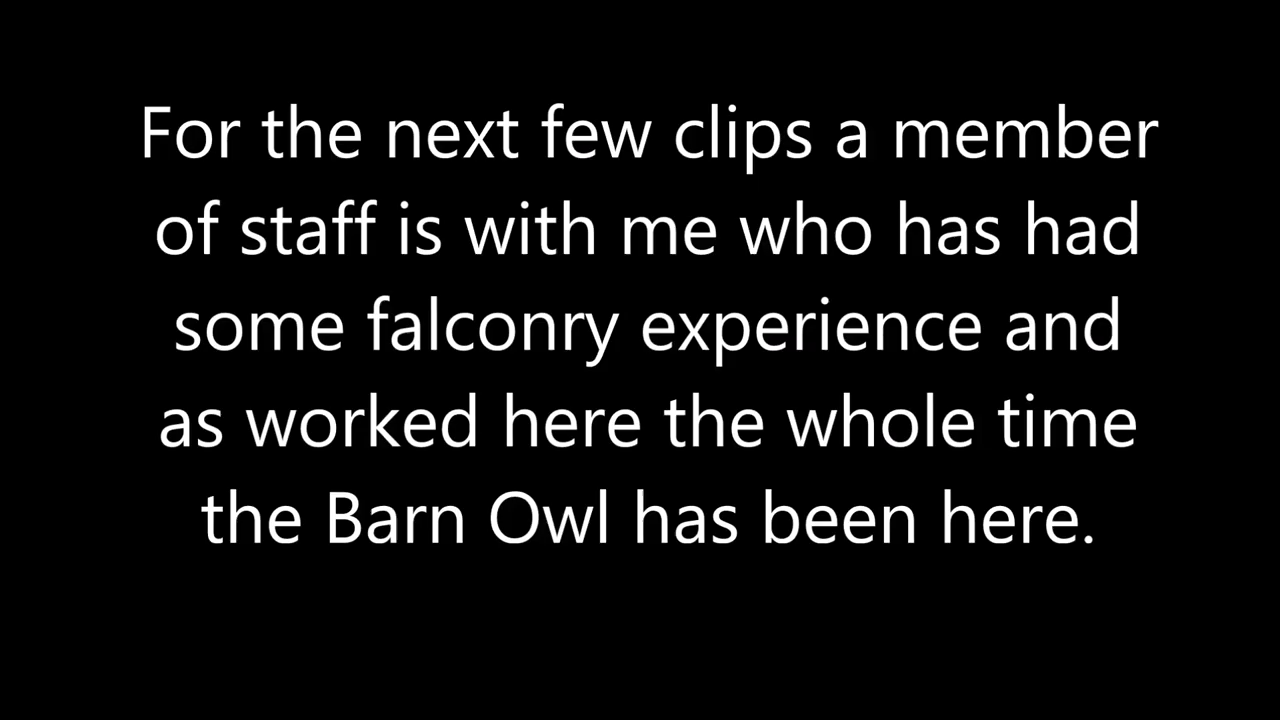 For the next few clips a member
of staff is with me who has had
some falconry experience and
as worked here the whole time
the Barn Owl has been here.